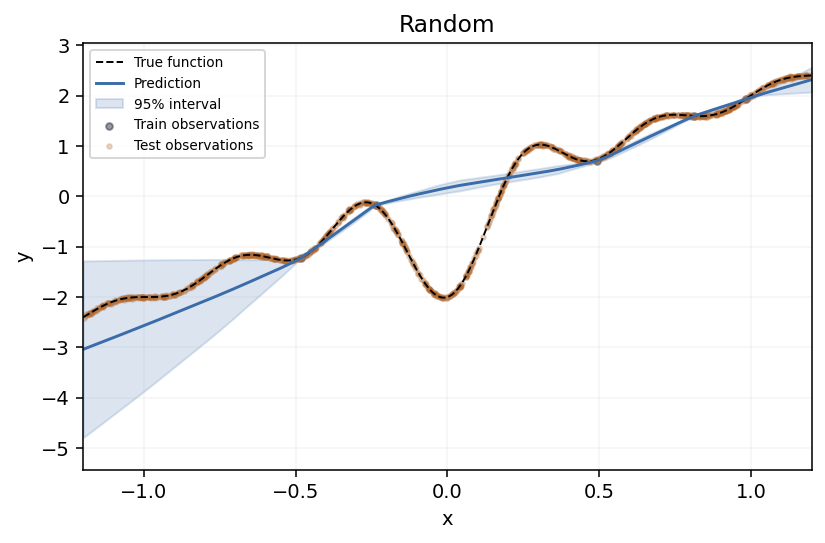 Random
3
2
1
0
−1
−2
−3
−4
−5
y
−1.0
−0.5
0.0
0.5
1.0
x
True function
Prediction
95% interval
Train observations
Test observations